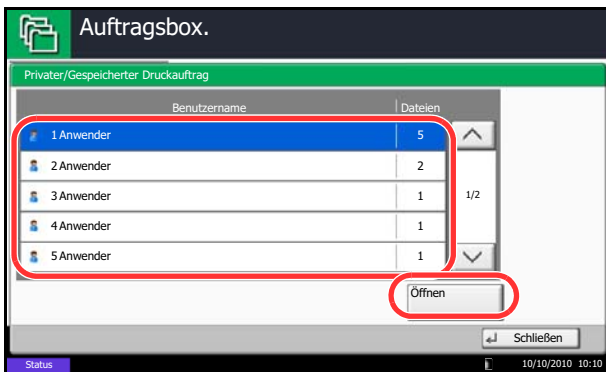 Auftragsbox.
Privater/Gespeicherter Druckauftrag
Benutzername Dateien
1 Anwender 5
2 Anwender 2
3 Anwender 1
1/2
4 Anwender 1
5 Anwender 1
Öffnen
Schließen
Status 10/10/2010 10:10